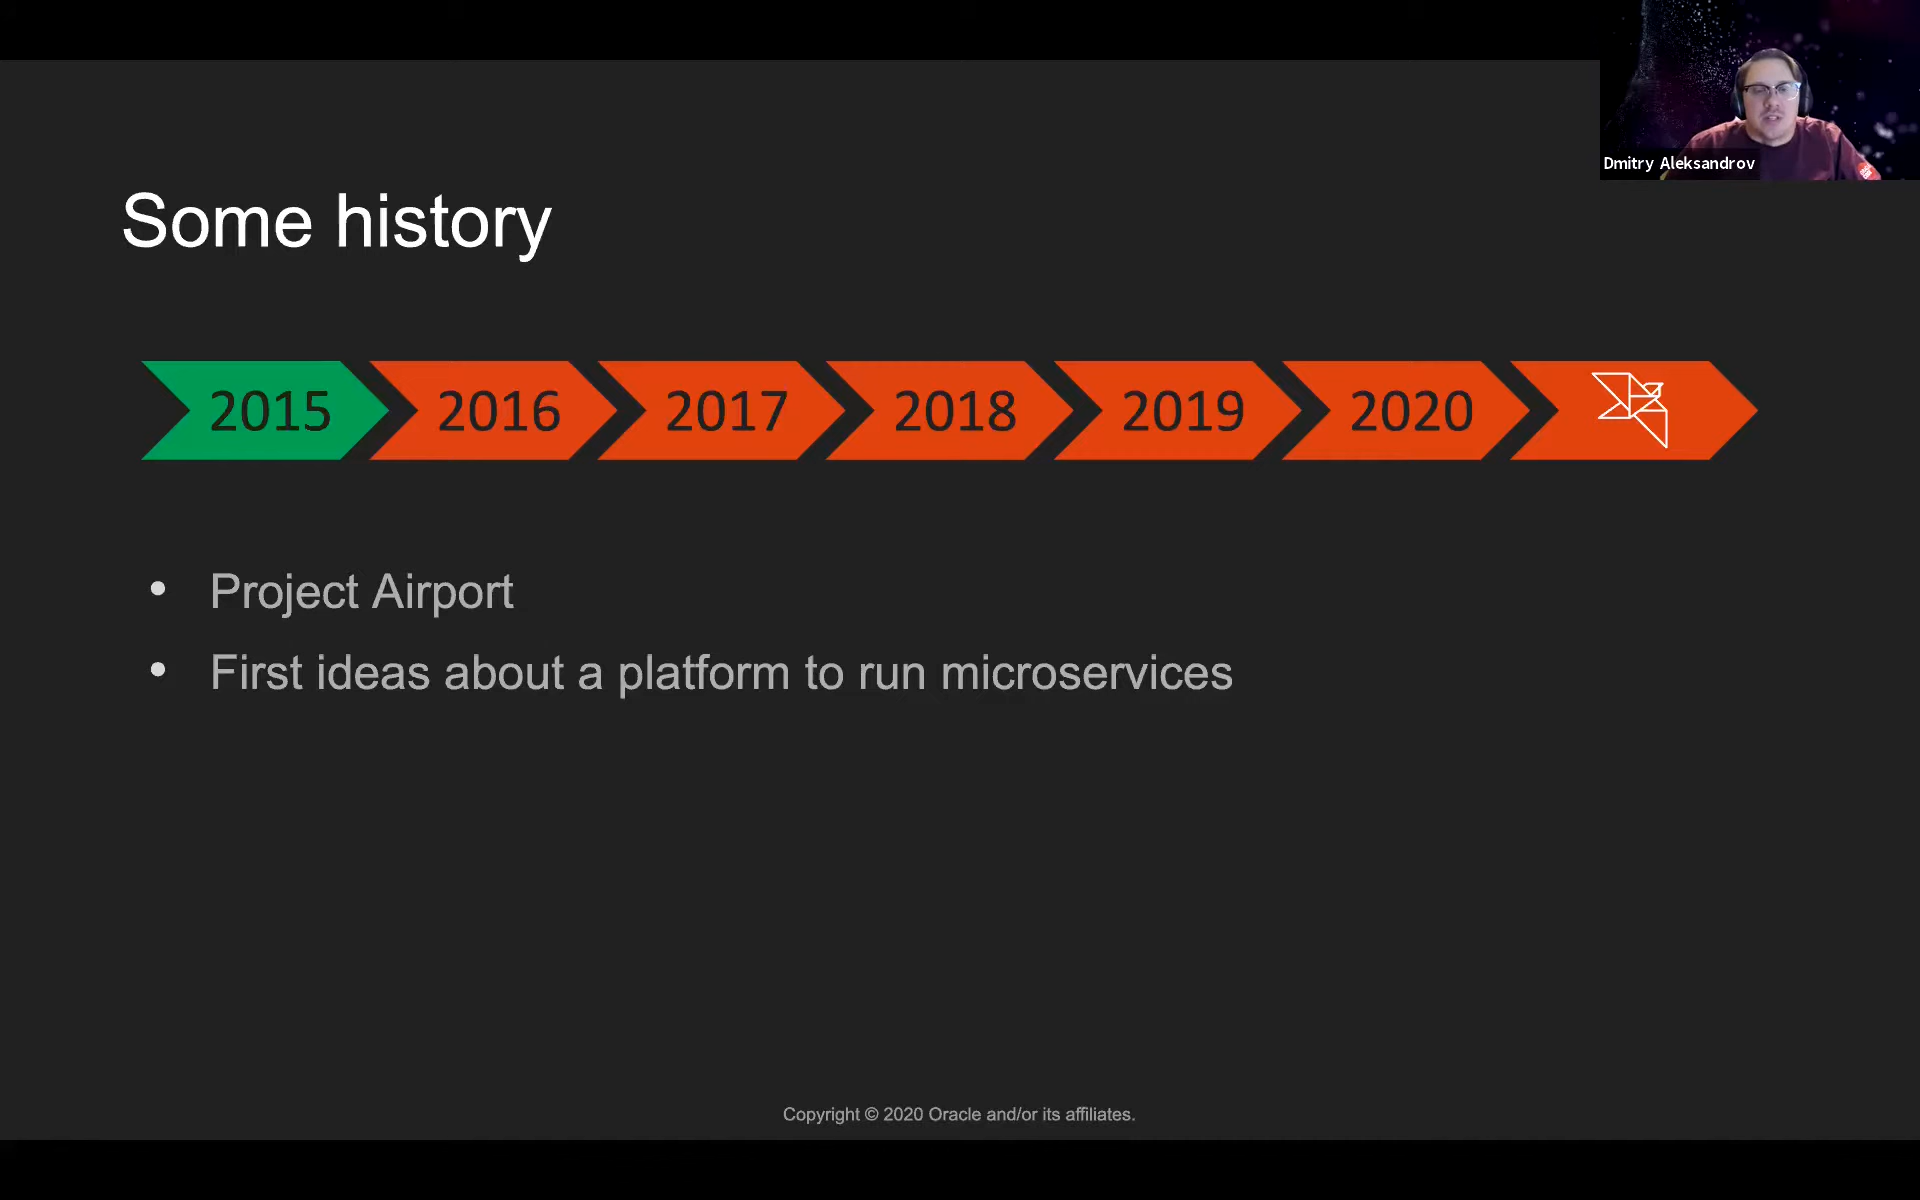 Dmitry Aleksandrov
Some history
2015 2016 2017 2018 2019 2020
• Project Airport
• First ideas about a platform to run microservices
Copyright © 2020 Oracle and/or its affiliates.